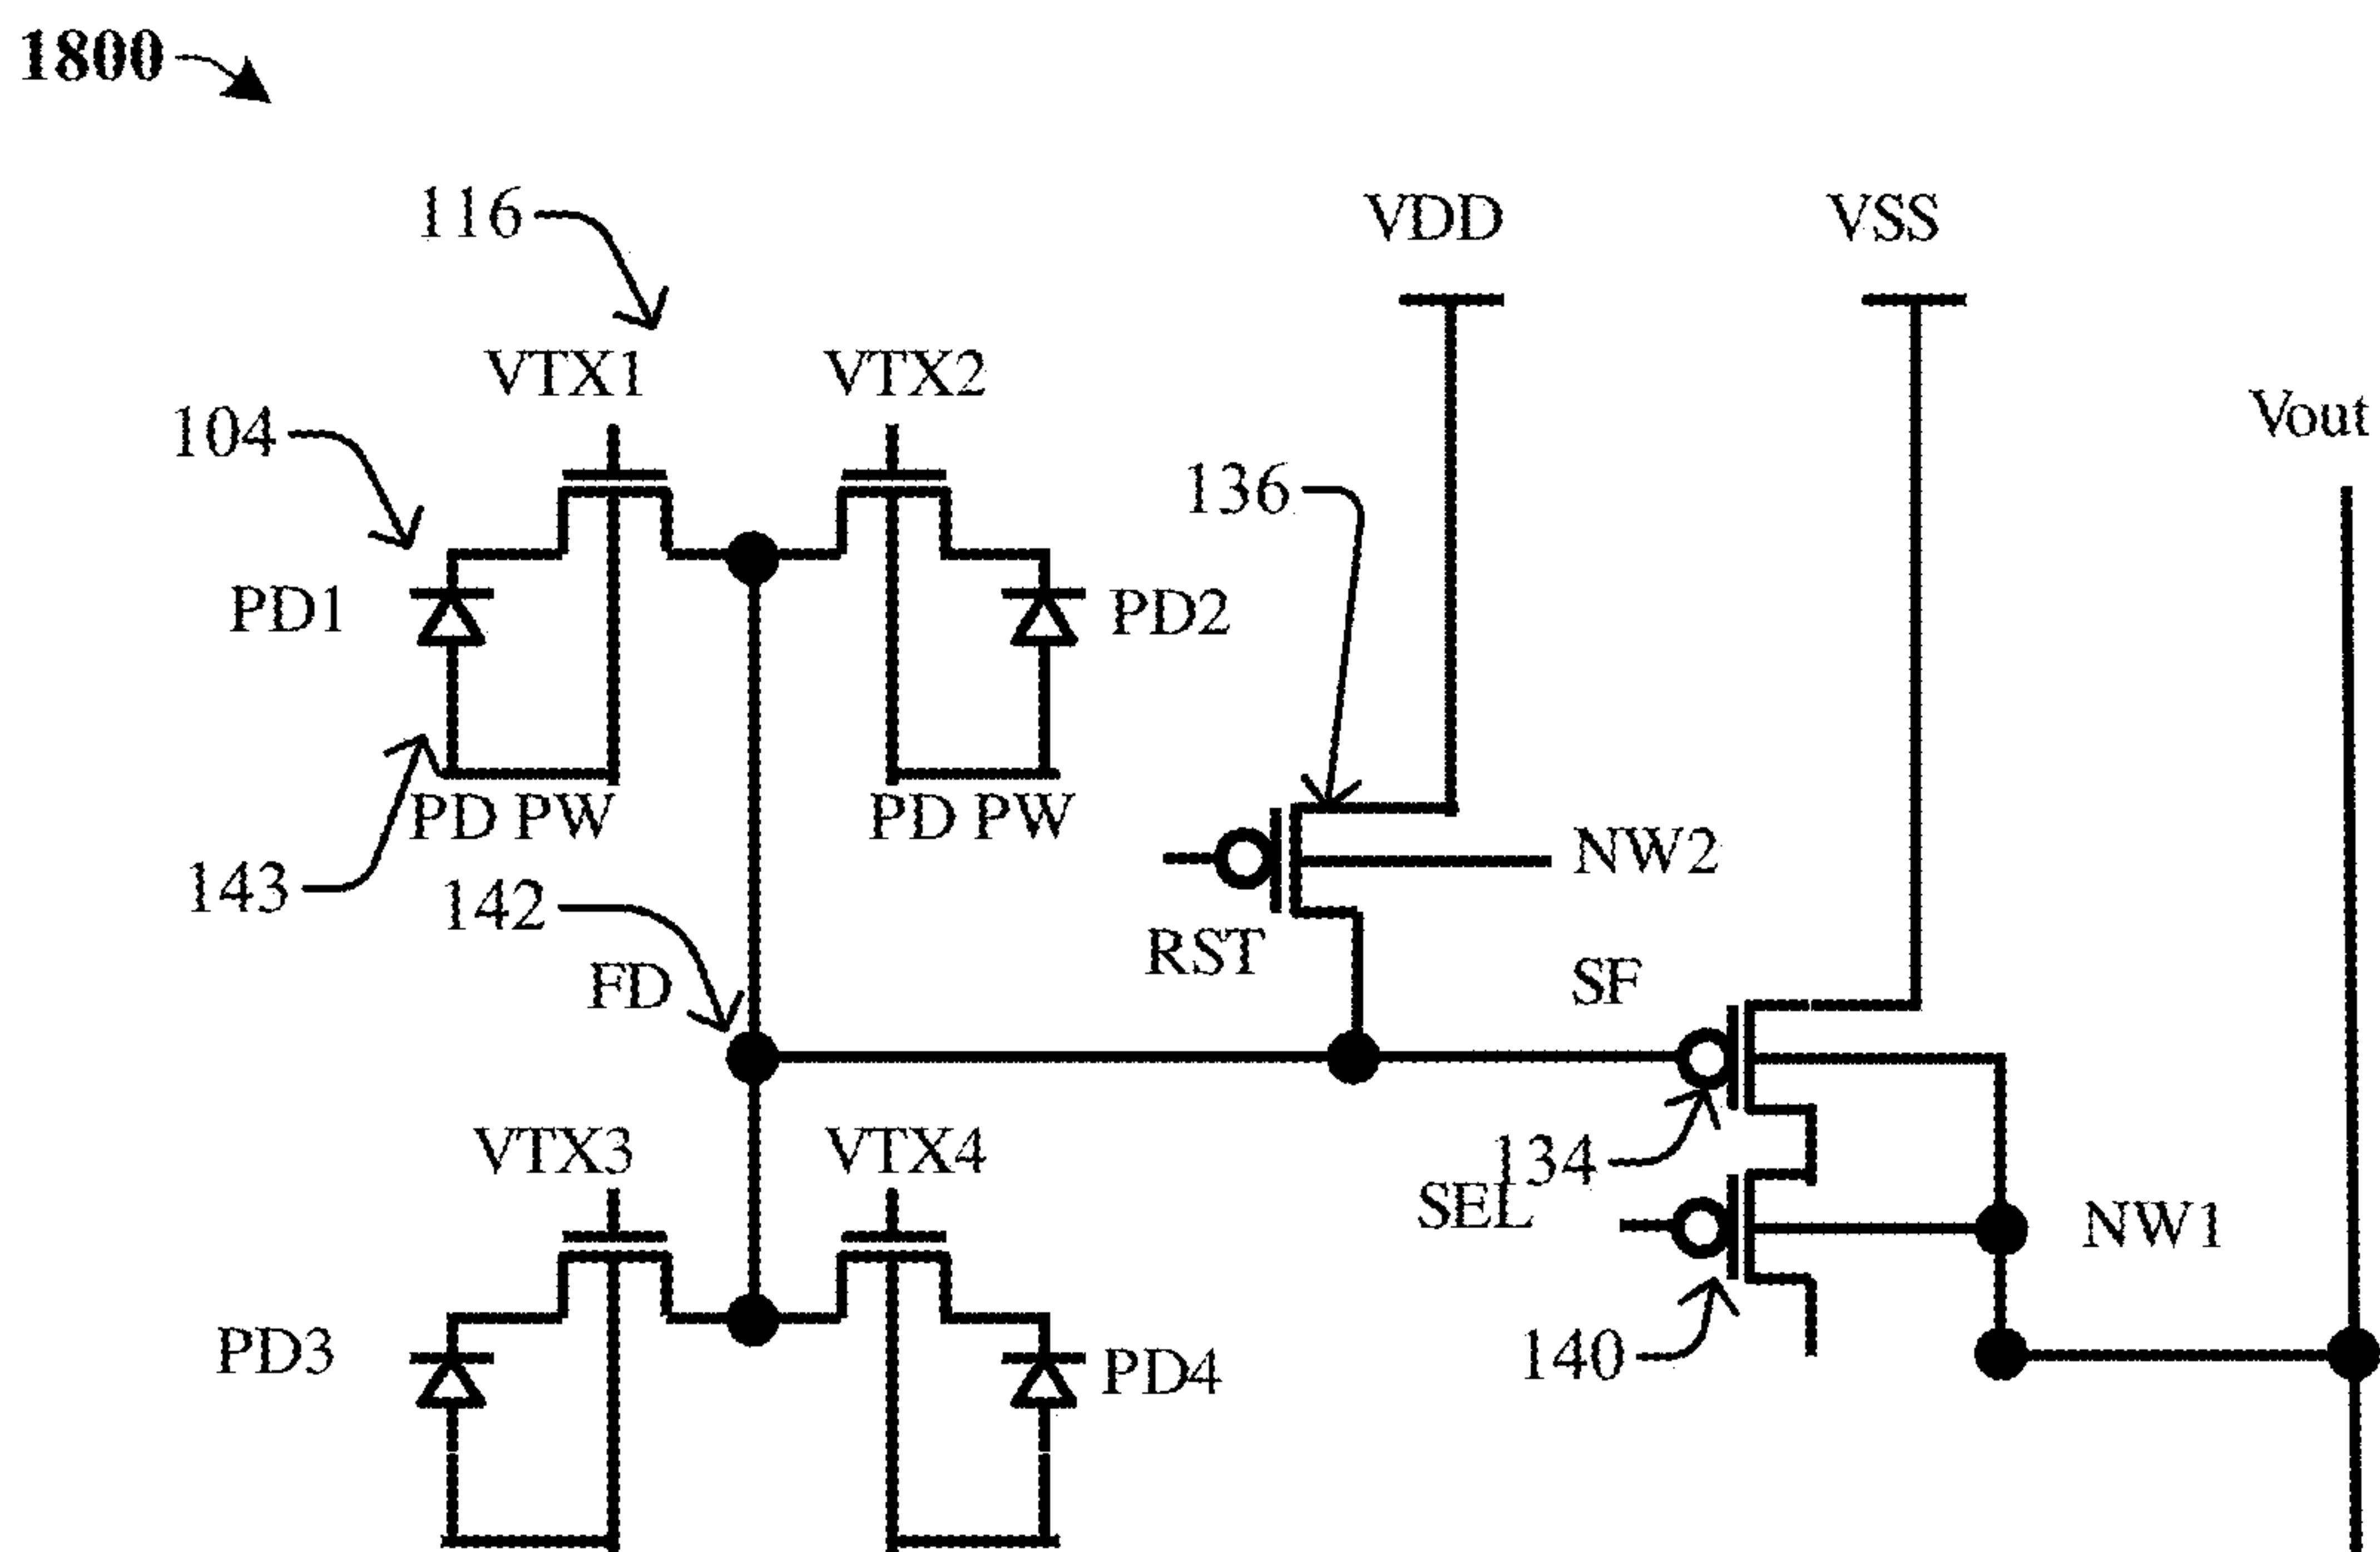 1800
116
VDD
VSS
VTX1
VTX2
104
Vout
136
PD1
PD2
PD PW
PD PW
NW2
143
142
RST
FD
SF
VTX3
VTX4
134
SEL
NW1
PD3
PD4
140